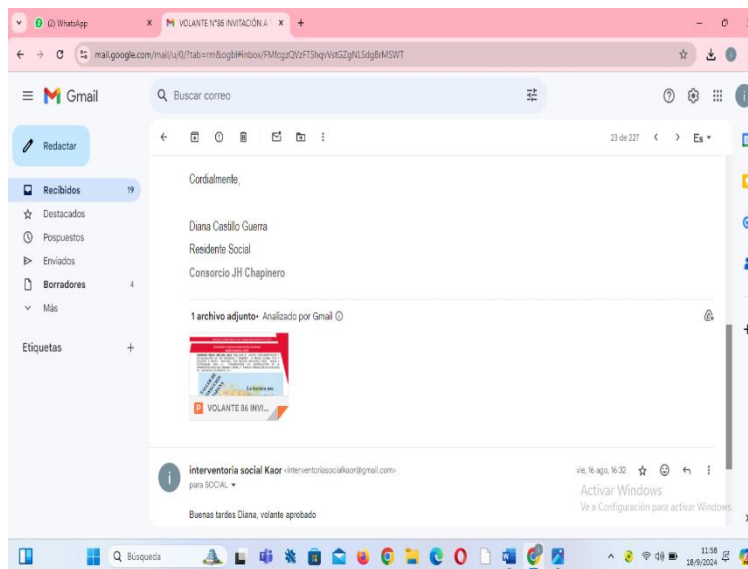 (2) WhatsApp
VOLANTE N°86 INVITACIÓN A
mail.google.com/mail/u/0/?tab=rm&ogbl#inbox/FMfcgzQVzFTShqvVstGZgNLSdgBrMSWT
Gmail
Buscar correo
Redactar
23 de 227
Es
Recibidos 19
Destacados
Pospuestos
Enviados
Borradores 4
Más
Etiquetas
Cordialmente,
Diana Castillo Guerra
Residente Social
Consorcio JH Chapinero
1 archivo adjunto • Analizado por Gmail
VOLANTE 86 INVI...
interventoria social Kaor <interventoriasocialkaor@gmail.com>
vie, 16 ago, 16:32
para SOCIAL
Buenas tardes Diana, volante aprobado
Activar Windows
Ve a Configuración para activar Windows.
Búsqueda
11:58
18/9/2024